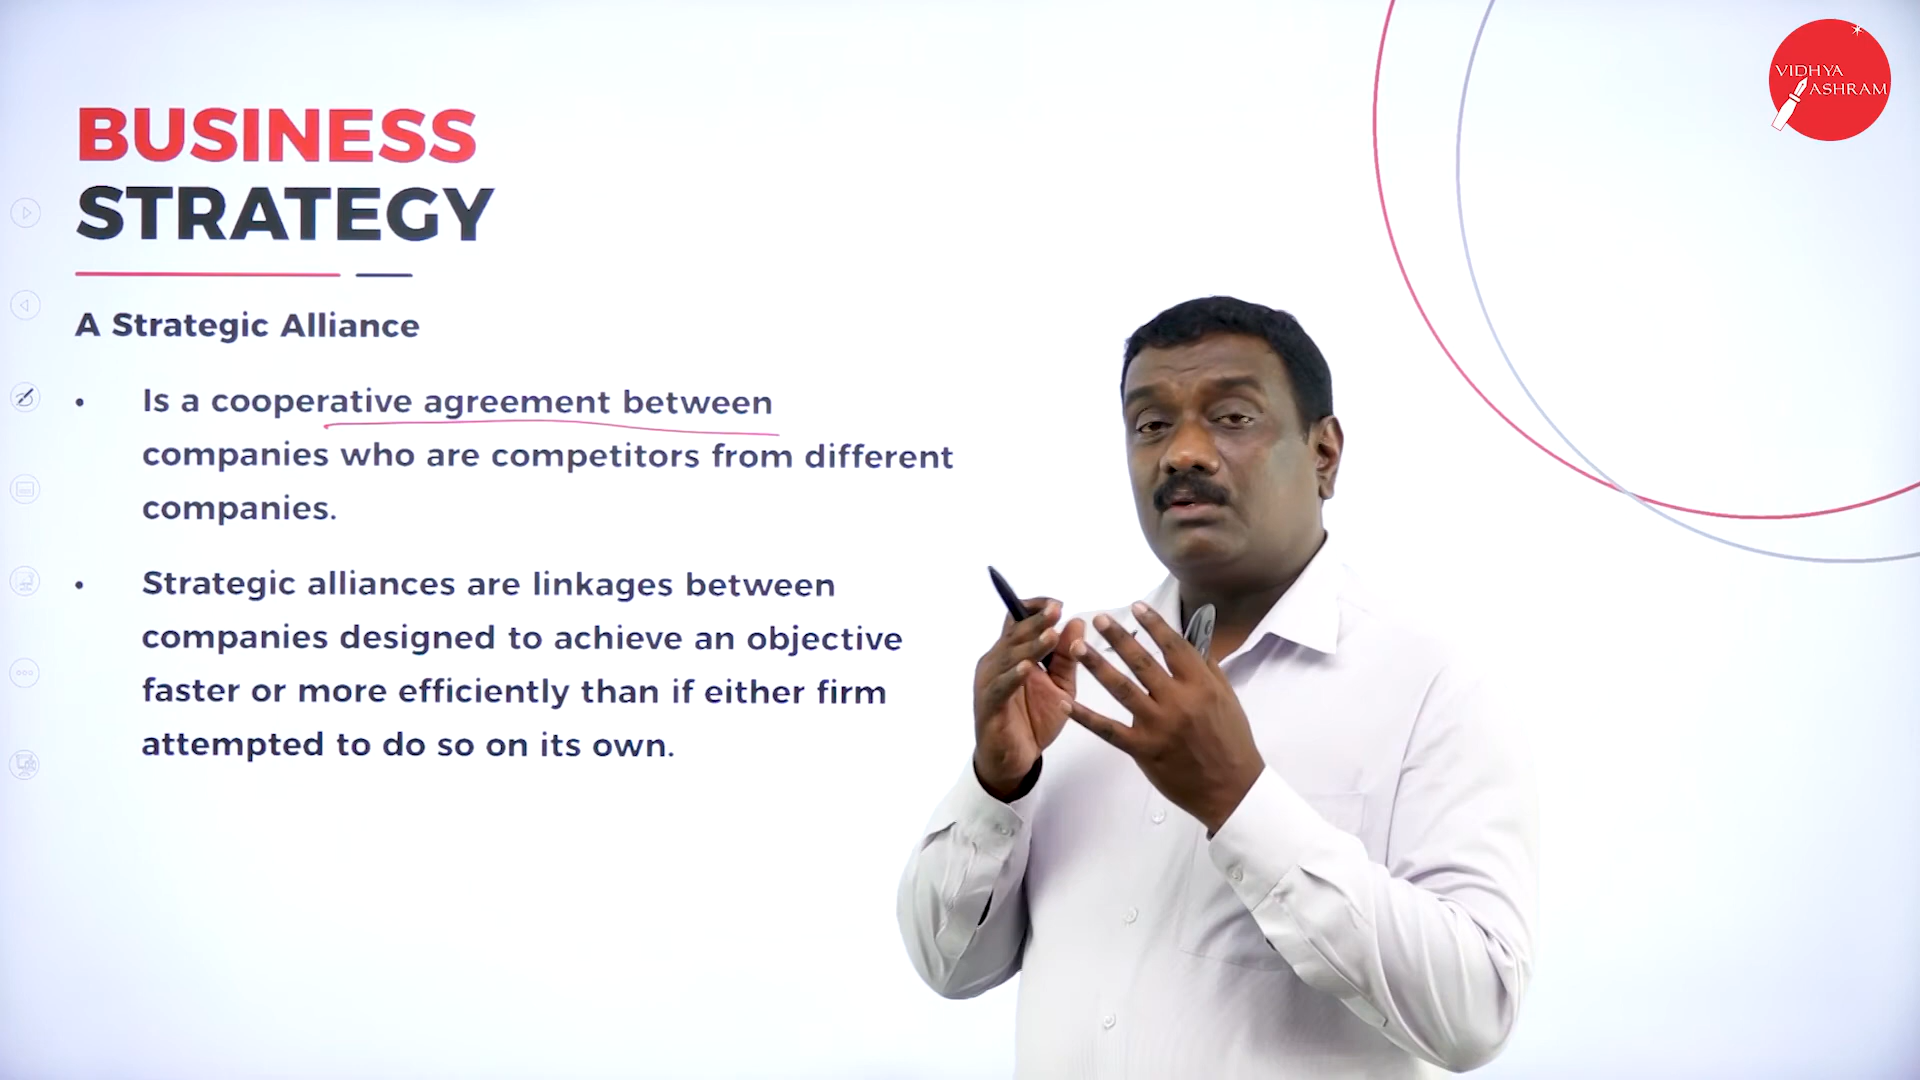 VIDHYA
ASHRAM
BUSINESS
STRATEGY
A Strategic Alliance
• Is a cooperative agreement between
companies who are competitors from different
companies.
• Strategic alliances are linkages between
companies designed to achieve an objective
faster or more efficiently than if either firm
attempted to do so on its own.